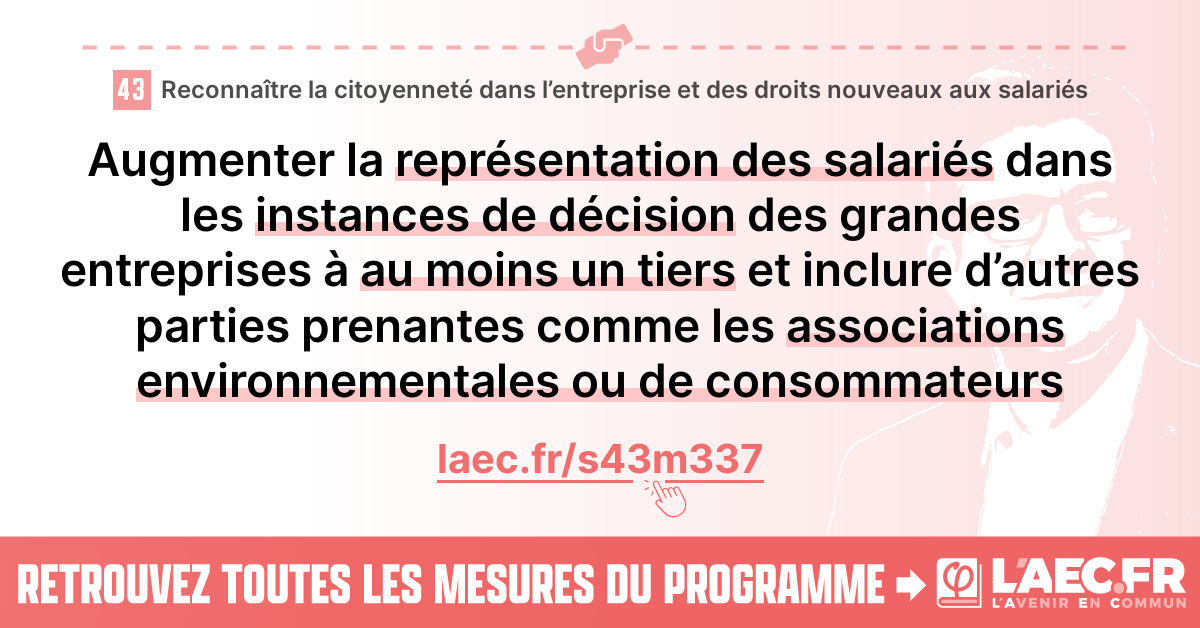 43 Reconnaître la citoyenneté dans l’entreprise et des droits nouveaux aux salariés
Augmenter la représentation des salariés dans
les instances de décision des grandes
entreprises à au moins un tiers et inclure d’autres
parties prenantes comme les associations
environnementales ou de consommateurs
laec.fr/s43m337
RETROUVEZ TOUTES LES MESURES DU PROGRAMME
L'AEC.FR
L'AVENIR EN COMMUN